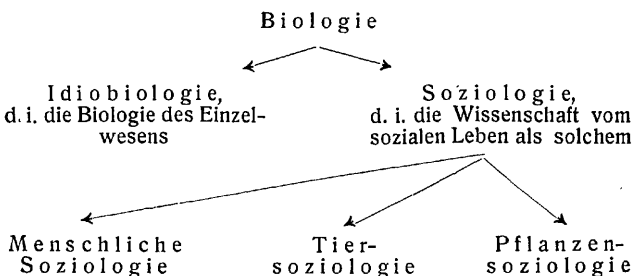 Biologie
Idiobiologie,
d. i. die Biologie des Einzel-
wesens
Soziologie,
d. i. die Wissenschaft vom
sozialen Leben als solchem
Menschliche
Soziologie
Tier-
soziologie
Pflanzen-
soziologie